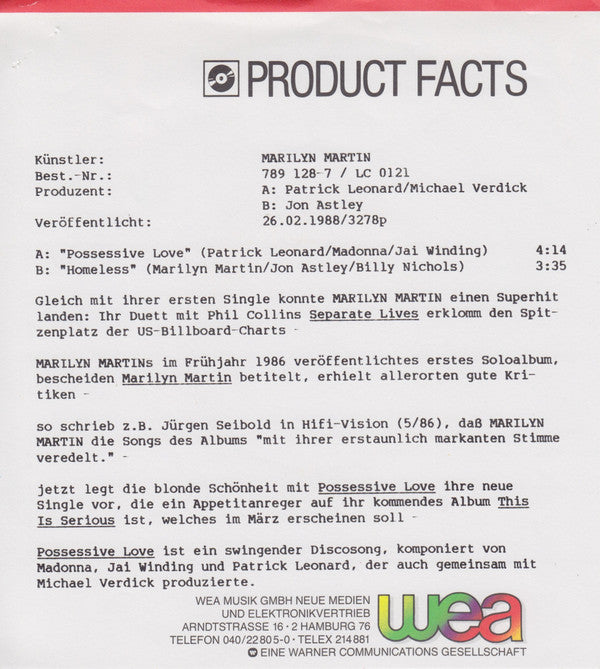 PRODUCT FACTS
Künstler: MARILYN MARTIN
Best.-Nr.: 789 128-7 / LC 0121
Produzent: A: Patrick Leonard/Michael Verdick
B: Jon Astley
Veröffentlicht: 26.02.1988/3278p
A: "Possessive Love" (Patrick Leonard/Madonna/Jai Winding) 4:14
B: "Homeless" (Marilyn Martin/Jon Astley/Billy Nichols) 3:35
Gleich mit ihrer ersten Single konnte MARILYN MARTIN einen Superhit
landen: Ihr Duett mit Phil Collins Separate Lives erklomm den Spit-
zenplatz der US-Billboard-Charts -
MARILYN MARTINs im Frühjahr 1986 veröffentlichtes erstes Soloalbum,
bescheiden Marilyn Martin betitelt, erhielt allerorten gute Kri-
tiken -
so schrieb z.B. Jürgen Seibold in Hifi-Vision (5/86), daß MARILYN
MARTIN die Songs des Albums "mit ihrer erstaunlich markanten Stimme
veredelt." -
jetzt legt die blonde Schönheit mit Possessive Love ihre neue
Single vor, die ein Appetitanreger auf ihr kommendes Album This
Is Serious ist, welches im März erscheinen soll -
Possessive Love ist ein swingender Discosong, komponiert von
Madonna, Jai Winding und Patrick Leonard, der auch gemeinsam mit
Michael Verdick produzierte.
WEA MUSIK GMBH NEUE MEDIEN
UND ELEKTRONIKVERTRIEB
ARNDTSTRASSE 16 · 2 HAMBURG 76
TELEFON 040/22805-0 · TELEX 214881
wea
EINE WARNER COMMUNICATIONS GESELLSCHAFT